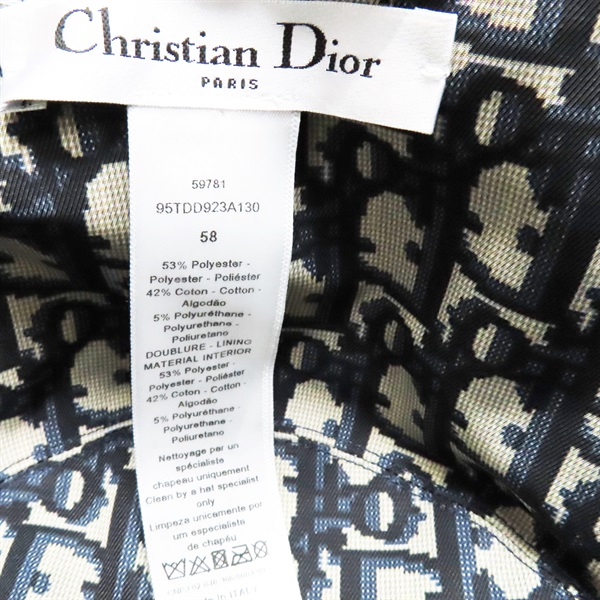 Christian Dior
PARIS
59781
95TDD923A130
58
53% Polyester -
Polyester - Poliéster
42% Coton - Cotton -
Algodão
5% Polyuréthane -
Polyurethane -
Poliuretano
DOUBLURE - LINING
MATERIAL INTERIOR
53% Polyester -
Polyester - Poliéster
42% Coton - Cotton -
Algodão
5% Polyuréthane -
Polyurethane -
Poliuretano
Nettoyage par un
spécialiste
chapeau uniquement
Clean by a hat specialist
only
Limpeza unicamente por
um especialista
de chapéu